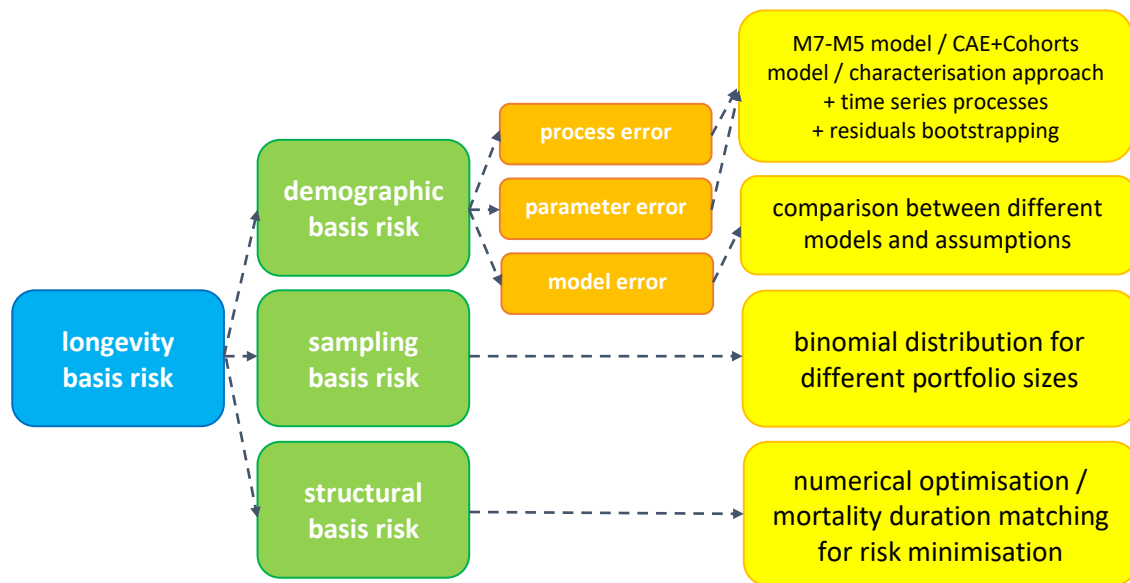 longevity
basis risk
demographic
basis risk
process error
parameter error
model error
M7-M5 model / CAE+Cohorts
model / characterisation approach
+ time series processes
+ residuals bootstrapping
comparison between different
models and assumptions
sampling
basis risk
binomial distribution for
different portfolio sizes
structural
basis risk
numerical optimisation /
mortality duration matching
for risk minimisation